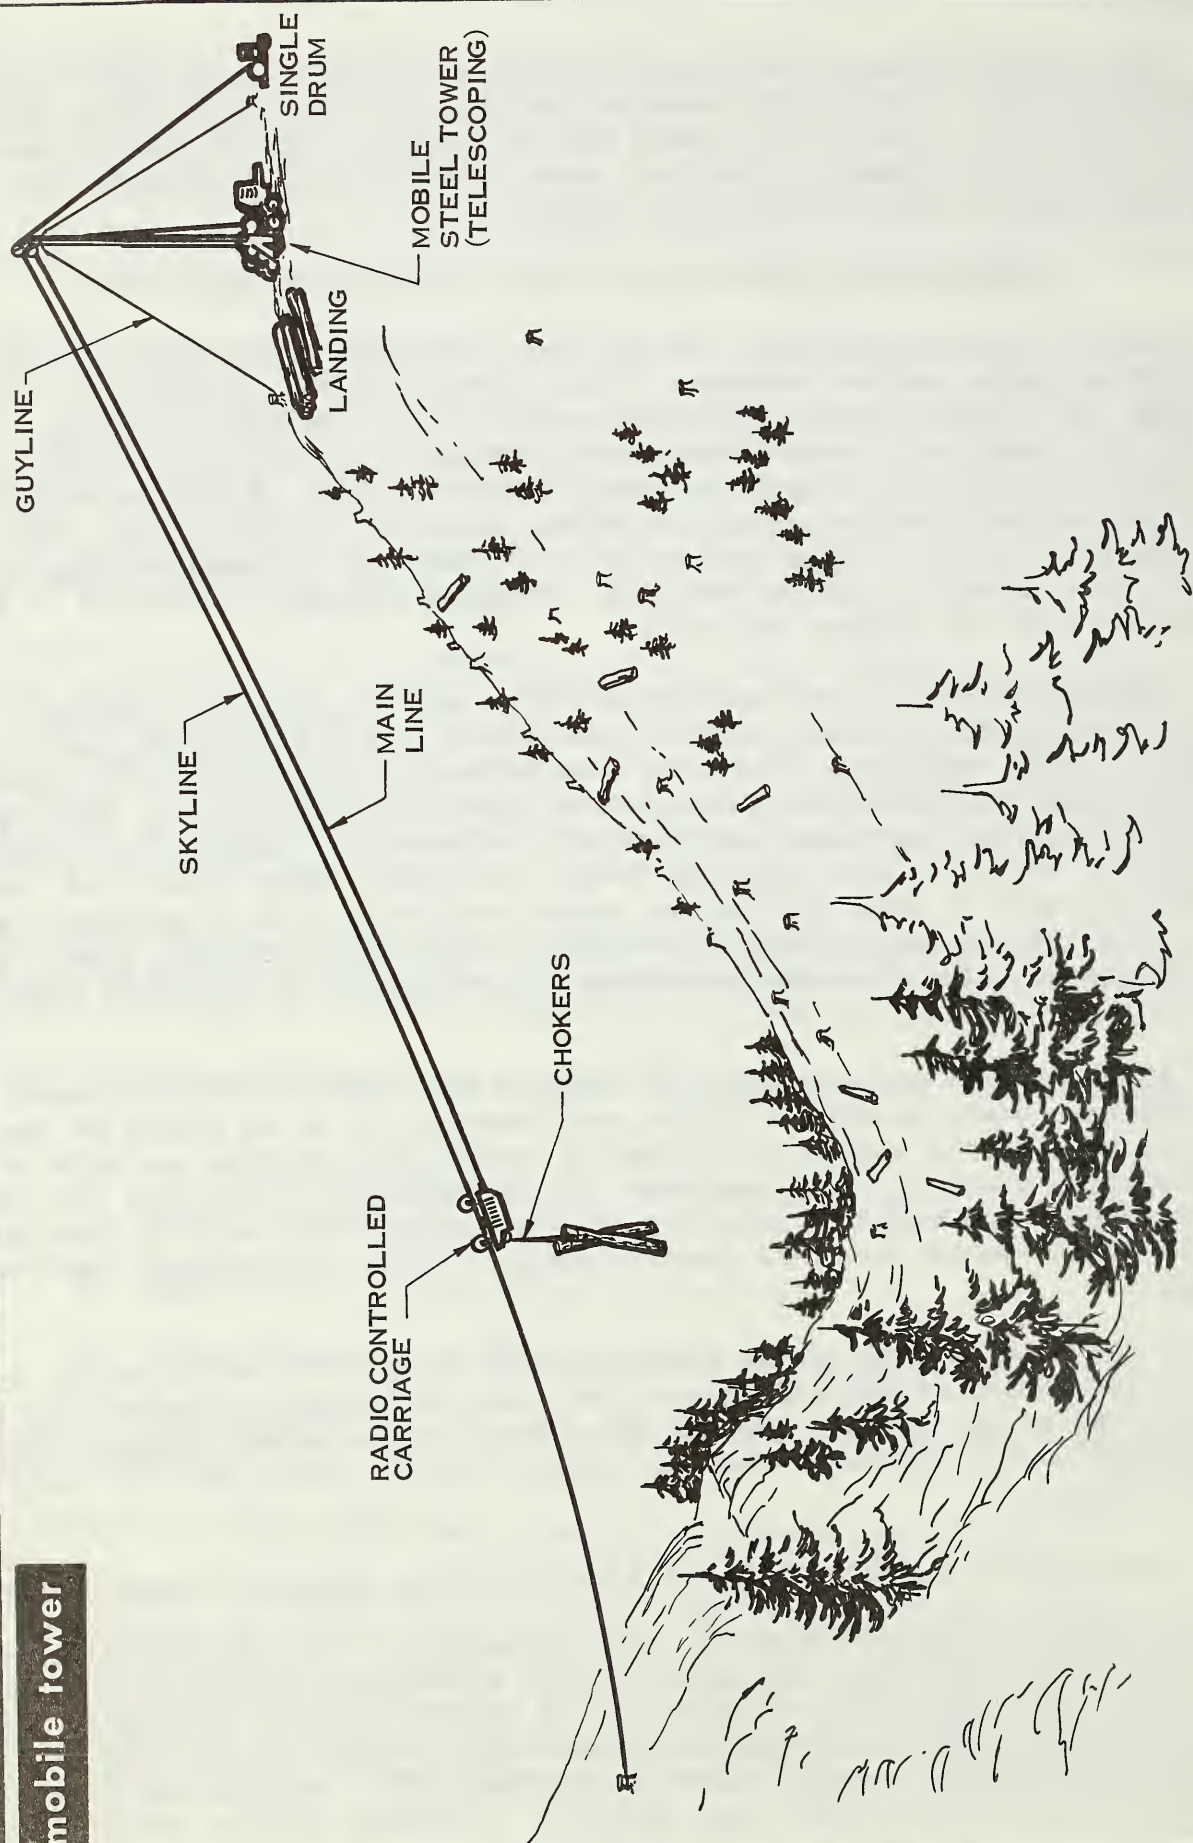 mobile tower
GUYLINE
SKYLINE
MAIN
LINE
RADIO CONTROLLED
CARRIAGE
CHOKERS
LANDING
MOBILE
STEEL TOWER
(TELESCOPING)
SINGLE
DRUM